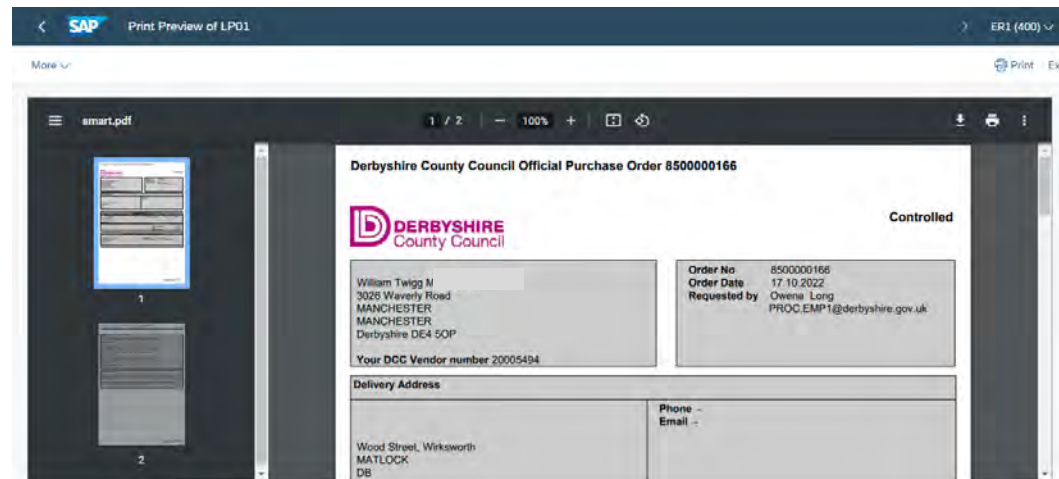 SAP Print Preview of LP01 ER1 (400)
More Print Ex
smart.pdf 1 / 2 100%
1
2
Derbyshire County Council Official Purchase Order 8500000166
DERBYSHIRE
County Council
Controlled
William Twigg M
3026 Waverly Road
MANCHESTER
MANCHESTER
Derbyshire DE4 5OP
Your DCC Vendor number 20005494
Order No 8500000166
Order Date 17.10.2022
Requested by Owene Long
PROC.EMP1@derbyshire.gov.uk
Delivery Address
Phone -
Email -
Wood Street, Wirksworth
MATLOCK
DB